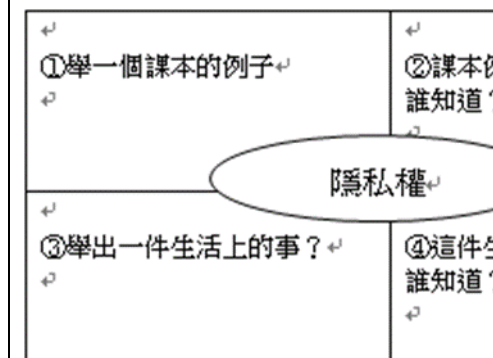 ①舉一個課本的例子
②課本
誰知道？
隱私權
③舉出一件生活上的事？
④這件
誰知道